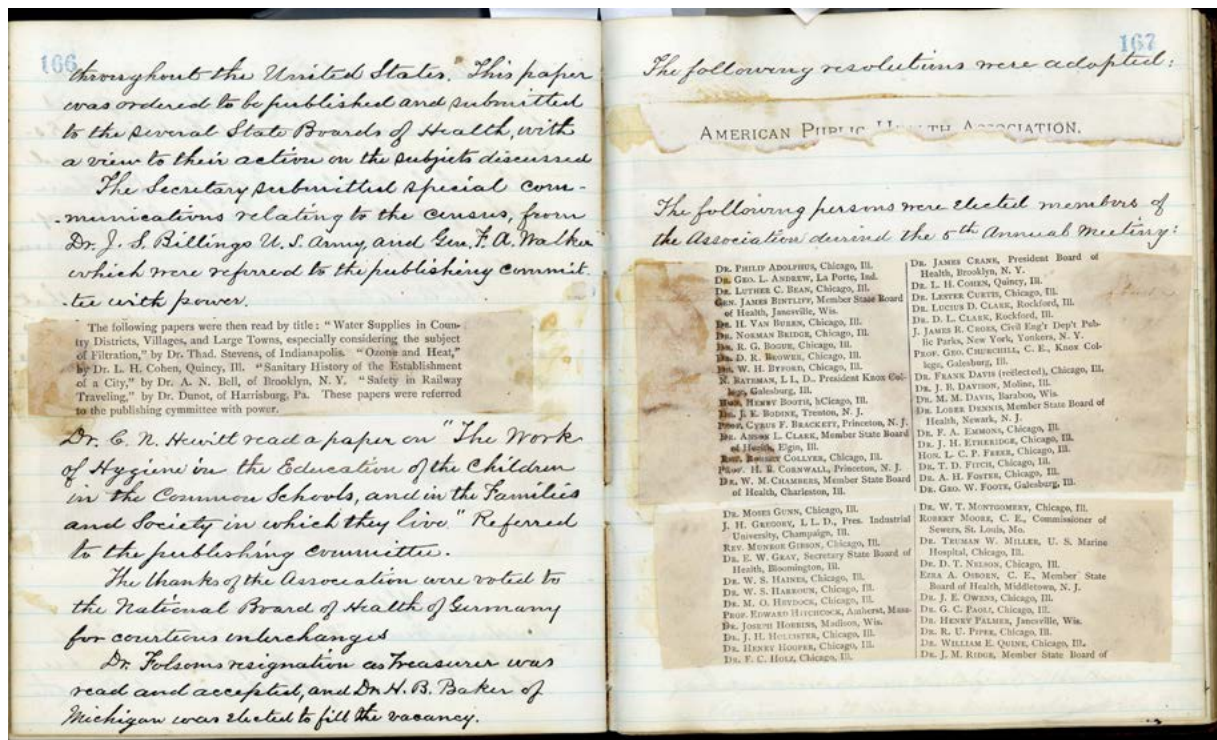 166
throughout the United States. This paper
was ordered to be published and submitted
to the several State Boards of Health, with
a view to their action on the subjects discussed
The Secretary submitted special com-
-munications relating to the census, from
Dr. J. S. Billings U. S. Army, and Gen. F. A. Walker
which were referred to the publishing commit-
-tee with power.
The following papers were then read by title: "Water Supplies in Coun-
try Districts, Villages, and Large Towns, especially considering the subject
of Filtration," by Dr. Thad. Stevens, of Indianapolis. "Ozone and Heat,"
by Dr. L. H. Cohen, Quincy, Ill. "Sanitary History of the Establishment
of a City," by Dr. A. N. Bell, of Brooklyn, N. Y. "Safety in Railway
Traveling," by Dr. Dunot, of Harrisburg, Pa. These papers were referred
to the publishing cymmittee with power.
Dr. C. N. Hewitt read a paper on "The Work
of Hygiene in the Education of the Children
in the Common Schools, and in the Families
and Society in which they live" Referred
to the publishing committee.
The thanks of the Association were voted to
the National Board of Health of Germany
for courtious interchanges
Dr. Folsoms resignation as Treasurer was
read and accepted, and Dr. H. B. Baker of
Michigan was elected to fill the vacancy.
167
The following resolutions were adopted:
AMERICAN PUBLIC HEALTH ASSOCIATION.
The following persons were elected members of
the Association durind the 5th Annual Meeting:
DR. PHILIP ADOLPHUS, Chicago, Ill.
DR. GEO. L. ANDREW, La Porte, Ind.
DR. LUTHER C. BEAN, Chicago, Ill.
GEN. JAMES BINTLIFF, Member State Board
of Health, Janesville, Wis.
DR. H. VAN BUREN, Chicago, Ill.
DR. NORMAN BRIDGE, Chicago, Ill.
DR. R. G. BOGUE, Chicago, Ill.
DR. D. R. BROWER, Chicago, Ill.
DR. W. H. BYFORD, Chicago, Ill.
N. BATEMAN, L L, D., President Knox Col-
lege, Galesburg, Ill.
HON. HENRY BOOTH, hCicago, Ill.
DR. J. E. BODINE, Trenton, N. J.
PROF. CYRUS F. BRACKETT, Princeton, N. J.
DR. ANSON L. CLARK, Member State Board
of Health, Elgin, Ill.
REV. ROBERT COLLYER, Chicago, Ill.
PROF. H. B. CORNWALL, Princeton, N. J.
DR. W. M. CHAMBERS, Member State Board
of Health, Charleston, Ill.
DR. JAMES CRANE, President Board of
Health, Brooklyn, N. Y.
DR. L. H. COHEN, Quincy, Ill.
DR. LESTER CURTIS, Chicago, Ill.
DR. LUCIUS D. CLARK, Rockford, Ill.
DR. D. L. CLARK, Rockford, Ill.
J. JAMES R. CROES, Civil Eng'r Dep't Pub-
lic Parks, New York, Yonkers, N. Y.
PROF. GEO. CHURCHILL, C. E., Knox Col-
lege, Galesburg, Ill.
DR. FRANK DAVIS (reëlected), Chicago, Ill.
DR. J. B. DAVISON, Moline, Ill.
DR. M. M. DAVIS, Baraboo, Wis.
DR. LOBER DENNIS, Member State Board of
Health, Newark, N. J.
DR. F. A. EMMONS, Chicago, Ill.
DR. J. H. ETHERIDGE, Chicago, Ill.
HON. L. C. P. FREER, Chicago, Ill.
DR. T. D. FITCH, Chicago, Ill.
DR. A. H. FOSTER, Chicago, Ill.
DR. GEO. W. FOOTE, Galesburg, Ill.
DR. MOSES GUNN, Chicago, Ill.
J. H. GREGORY, L L D., Pres. Industrial
University, Champaign, Ill.
REV. MUNROE GIBSON, Chicago, Ill.
DR. E. W. GRAY, Secretary State Board of
Health, Bloomington, Ill.
DR. W. S. HAINES, Chicago, Ill.
DR. W. S. HARROUN, Chicago, Ill.
DR. M. O. HEYDOCK, Chicago, Ill.
PROF. EDWARD HITCHCOCK, Amherst, Mass.
DR. JOSEPH HOBBINS, Madison, Wis.
DR. J. H. HOLLISTER, Chicago, Ill.
DR. HENRY HOOPER, Chicago, Ill.
DR. F. C. HOLZ, Chicago, Ill.
DR. W. T. MONTGOMERY, Chicago, Ill.
ROBERT MOORE, C. E., Commissioner of
Sewers, St. Louis, Mo.
DR. TRUMAN W. MILLER, U. S. Marine
Hospital, Chicago, Ill.
DR. D. T. NELSON, Chicago, Ill.
EZRA A. OSBORN, C. E., Member State
Board of Health, Middletown, N. J.
DR. J. E. OWENS, Chicago, Ill.
DR. G. C. PAOLI, Chicago, Ill.
DR. HENRY PALMER, Janesville, Wis.
DR. R. U. PIPER, Chicago, Ill.
DR. WILLIAM E. QUINE, Chicago, Ill.
DR. J. M. RIDGE, Member State Board of